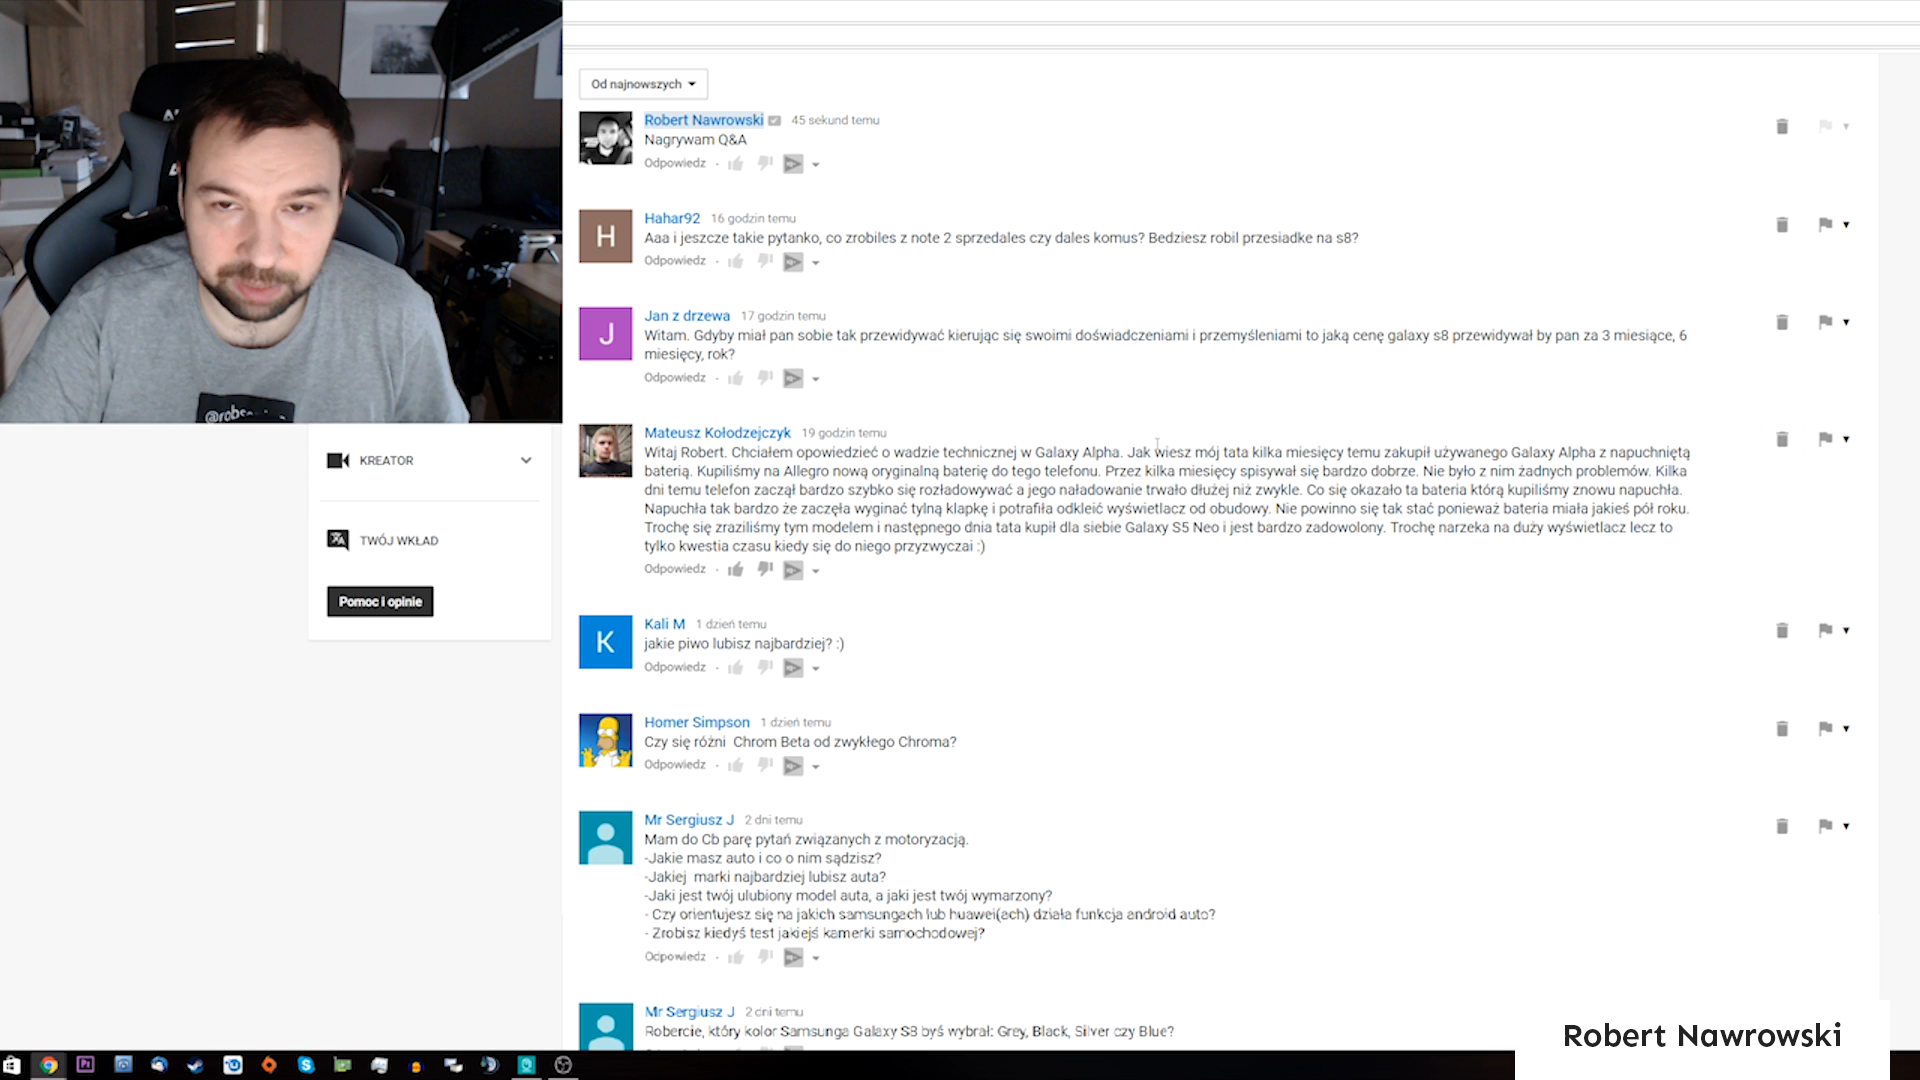 Od najnowszych
Robert Nawrowski 45 sekund temu
Nagrywam Q&A
Odpowiedz
H
Hahar92 16 godzin temu
Aaa i jeszcze takie pytanko, co zrobiles z note 2 sprzedales czy dales komus? Bedziesz robil przesiadke na s8?
Odpowiedz
J
Jan z drzewa 17 godzin temu
Witam. Gdyby miał pan sobie tak przewidywać kierując się swoimi doświadczeniami i przemyśleniami to jaką cenę galaxy s8 przewidywał by pan za 3 miesiące, 6
miesięcy, rok?
Odpowiedz
Mateusz Kołodzejczyk 19 godzin temu
Witaj Robert. Chciałem opowiedzieć o wadzie technicznej w Galaxy Alpha. Jak wiesz mój tata kilka miesięcy temu zakupił używanego Galaxy Alpha z napuchniętą
baterią. Kupiliśmy na Allegro nową oryginalną baterię do tego telefonu. Przez kilka miesięcy spisywał się bardzo dobrze. Nie było z nim żadnych problemów. Kilka
dni temu telefon zaczął bardzo szybko się rozładowywać a jego naładowanie trwało dłużej niż zwykle. Co się okazało ta bateria którą kupiliśmy znowu napuchła.
Napuchła tak bardzo że zaczęła wyginać tylną klapkę i potrafiła odkleić wyświetlacz od obudowy. Nie powinno się tak stać ponieważ bateria miała jakieś pół roku.
Trochę się zraziliśmy tym modelem i następnego dnia tata kupił dla siebie Galaxy S5 Neo i jest bardzo zadowolony. Trochę narzeka na duży wyświetlacz lecz to
tylko kwestia czasu kiedy się do niego przyzwyczai :)
Odpowiedz
KREATOR
TWÓJ WKŁAD
Pomoc i opinie
K
Kali M 1 dzień temu
jakie piwo lubisz najbardziej? :)
Odpowiedz
Homer Simpson 1 dzień temu
Czy się różni Chrom Beta od zwykłego Chroma?
Odpowiedz
Mr Sergiusz J 2 dni temu
Mam do Cb parę pytań związanych z motoryzacją.
-Jakie masz auto i co o nim sądzisz?
-Jakiej marki najbardziej lubisz auta?
-Jaki jest twój ulubiony model auta, a jaki jest twój wymarzony?
- Czy orientujesz się na jakich samsungach lub huawei(ach) działa funkcja android auto?
- Zrobisz kiedyś test jakiejś kamerki samochodowej?
Odpowiedz
Mr Sergiusz J 2 dni temu
Robercie, który kolor Samsunga Galaxy S8 byś wybrał: Grey, Black, Silver czy Blue?
Robert Nawrowski